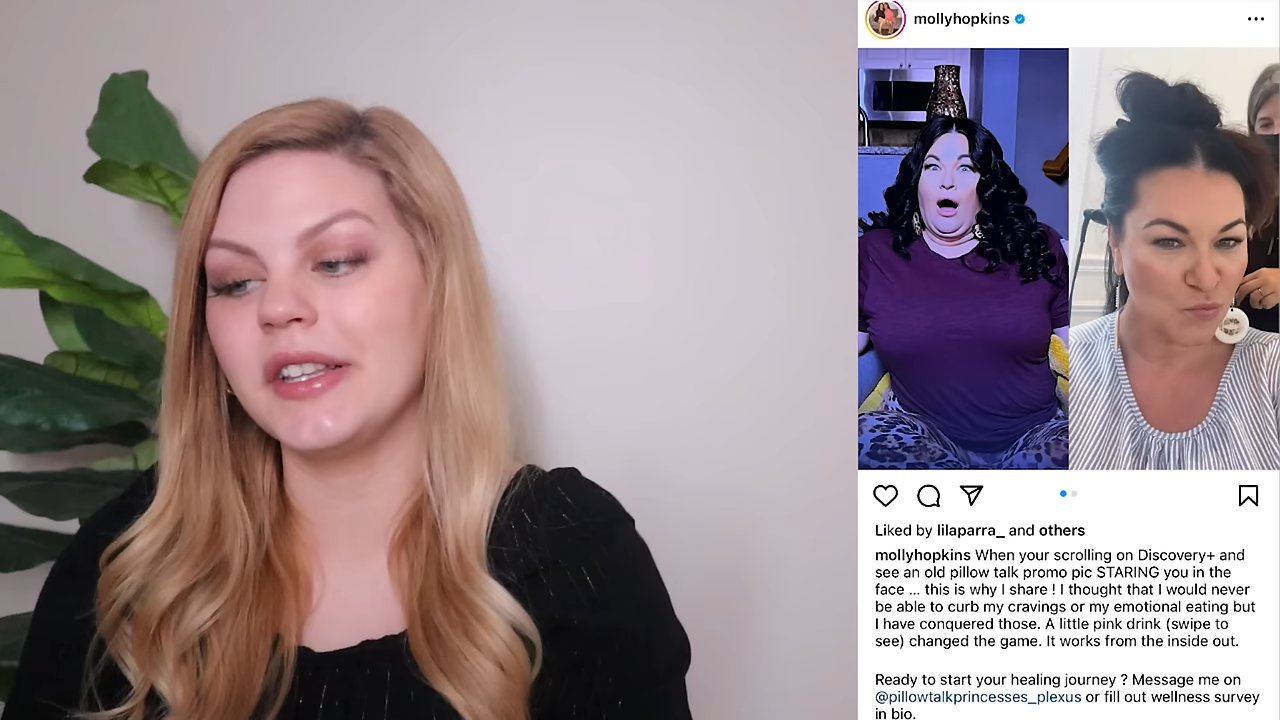 mollyhopkins
Liked by lilaparra_ and others
mollyhopkins When your scrolling on Discovery+ and
see an old pillow talk promo pic STARING you in the
face ... this is why I share ! I thought that I would never
be able to curb my cravings or my emotional eating but
I have conquered those. A little pink drink (swipe to
see) changed the game. It works from the inside out.
Ready to start your healing journey ? Message me on
@pillowtalkprincesses_plexus or fill out wellness survey
in bio.